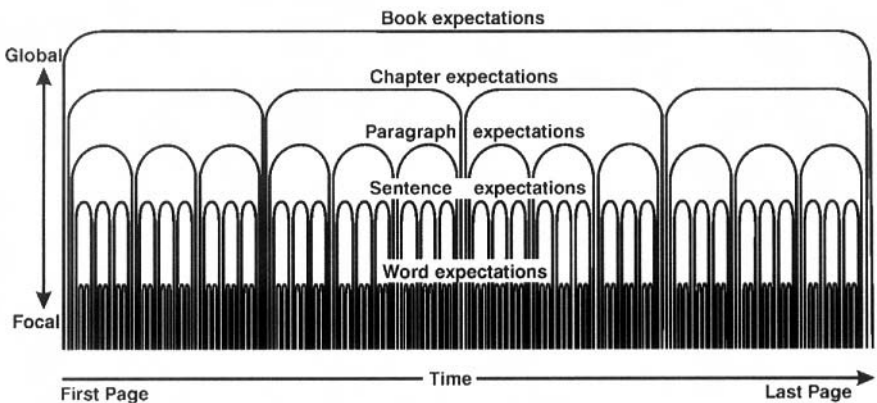 Book expectations
Global
Chapter expectations
Paragraph expectations
Sentence expectations
Word expectations
Focal
Time
First Page
Last Page